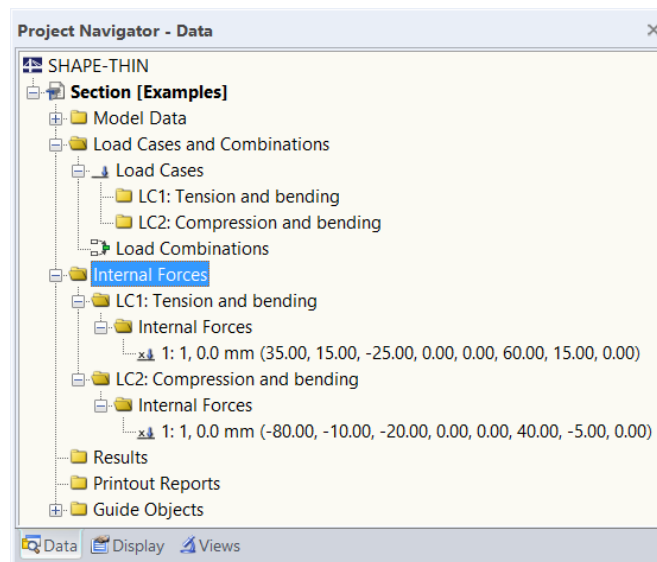 Project Navigator - Data
SHAPE-THIN
Section [Examples]
Model Data
Load Cases and Combinations
Load Cases
LC1: Tension and bending
LC2: Compression and bending
Load Combinations
Internal Forces
LC1: Tension and bending
Internal Forces
1: 1, 0.0 mm (35.00, 15.00, -25.00, 0.00, 0.00, 60.00, 15.00, 0.00)
LC2: Compression and bending
Internal Forces
1: 1, 0.0 mm (-80.00, -10.00, -20.00, 0.00, 0.00, 40.00, -5.00, 0.00)
Results
Printout Reports
Guide Objects
Data Display Views